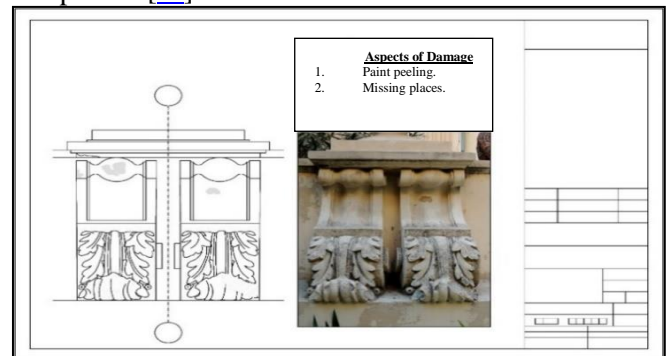 Aspects of Damage
1. Paint peeling.
2. Missing places.